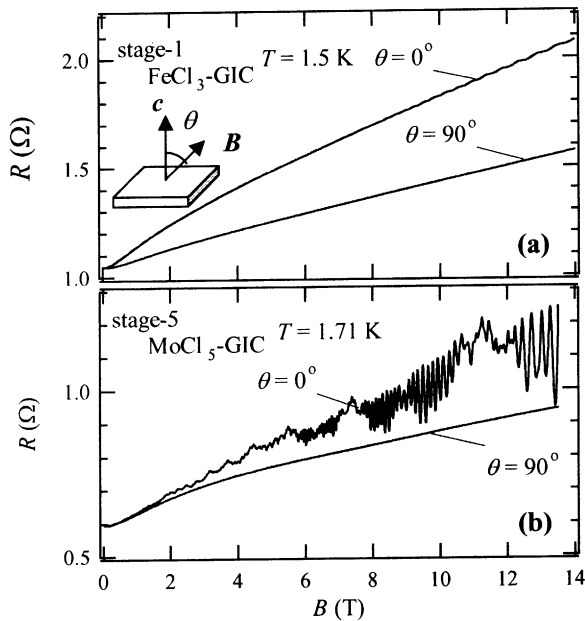 (a)
stage-1
FeCl3-GIC
T = 1.5 K
θ = 0°
c
θ
B
θ = 90°
R (Ω)
2.0
1.5
1.0
(b)
stage-5
MoCl5-GIC
T = 1.71 K
θ = 0°
θ = 90°
R (Ω)
1.0
0.5
0 2 4 6 8 10 12 14
B (T)